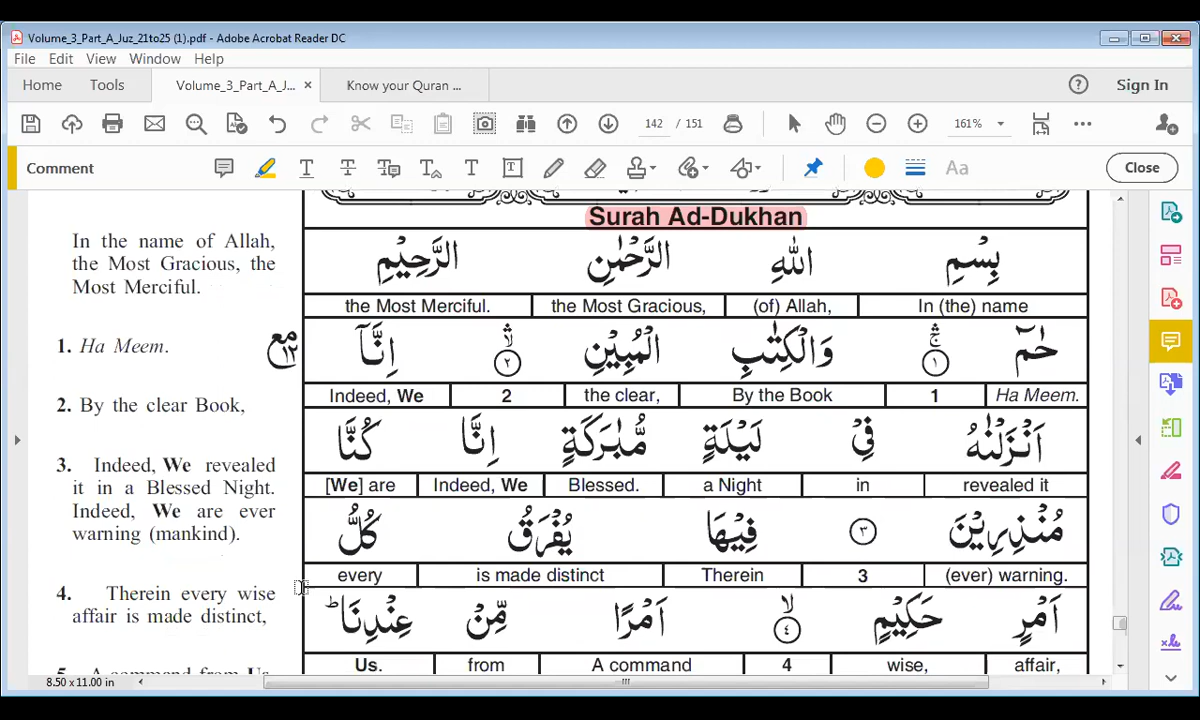 Volume_3_Part_A_Juz_21to25 (1).pdf - Adobe Acrobat Reader DC
File Edit View Window Help
Home Tools Volume_3_Part_A_J... × Know your Quran ... Sign In
142 / 151 161%
Comment Close
Surah Ad-Dukhan
In the name of Allah,
the Most Gracious, the
Most Merciful.
بِسْمِ اللّٰهِ الرَّحْمٰنِ الرَّحِيْمِ
the Most Merciful. the Most Gracious, (of) Allah, In (the) name
1. Ha Meem.
حٰمٓ ۚ ١ وَالْكِتٰبِ الْمُبِيْنِ ۙ ٢ اِنَّآ
Indeed, We 2 the clear, By the Book 1 Ha Meem.
2. By the clear Book,
اَنْزَلْنٰهُ فِيْ لَيْلَةٍ مُّبٰرَكَةٍ اِنَّا كُنَّا
[We] are Indeed, We Blessed. a Night in revealed it
3. Indeed, We revealed
it in a Blessed Night.
Indeed, We are ever
warning (mankind).
مُنْذِرِيْنَ ٣ فِيْهَا يُفْرَقُ كُلُّ
every is made distinct Therein 3 (ever) warning.
4. Therein every wise
affair is made distinct,
اَمْرٍ حَكِيْمٍ ۙ ٤ اَمْرًا مِّنْ عِنْدِنَا ؕ
Us. from A command 4 wise, affair,
8.50 x 11.00 in